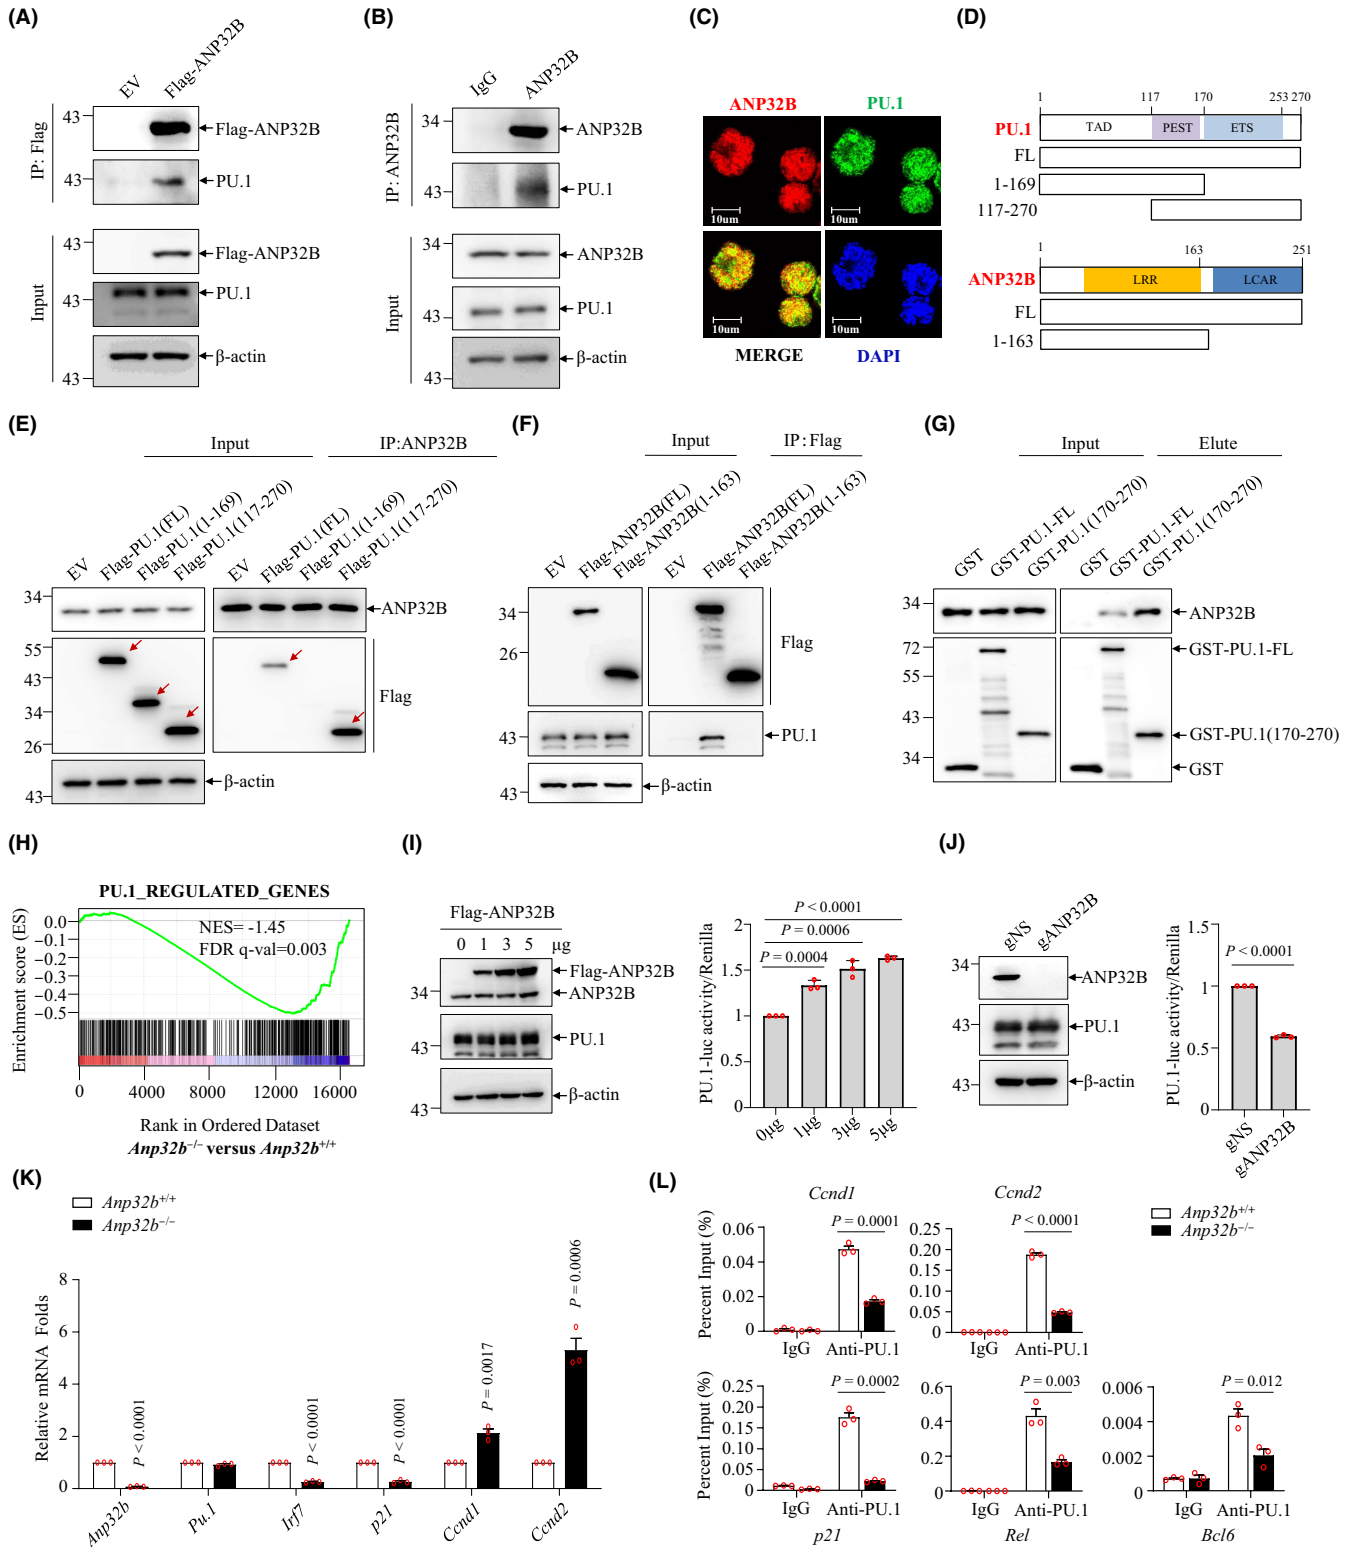 (A)
EV
Flag-ANP32B
IP: Flag
43
Flag-ANP32B
43
PU.1
Input
43
Flag-ANP32B
43
PU.1
43
β-actin
(B)
IgG
ANP32B
IP: ANP32B
34
ANP32B
43
PU.1
Input
34
ANP32B
43
PU.1
43
β-actin
(C)
ANP32B
PU.1
10um
10um
10um
10um
MERGE
DAPI
(D)
1
117
170
253
270
PU.1
TAD
PEST
ETS
FL
1-169
117-270
1
163
251
ANP32B
LRR
LCAR
FL
1-163
(E)
Input
IP:ANP32B
EV
Flag-PU.1(FL)
Flag-PU.1(1-169)
Flag-PU.1(117-270)
EV
Flag-PU.1(FL)
Flag-PU.1(1-169)
Flag-PU.1(117-270)
34
ANP32B
55
43
34
26
Flag
43
β-actin
(F)
Input
IP: Flag
EV
Flag-ANP32B(FL)
Flag-ANP32B(1-163)
EV
Flag-ANP32B(FL)
Flag-ANP32B(1-163)
34
26
Flag
43
PU.1
43
β-actin
(G)
Input
Elute
GST
GST-PU.1-FL
GST-PU.1(170-270)
GST
GST-PU.1-FL
GST-PU.1(170-270)
34
ANP32B
72
55
43
34
GST-PU.1-FL
GST-PU.1(170-270)
GST
(H)
PU.1_REGULATED_GENES
NES= -1.45
FDR q-val=0.003
Enrichment score (ES)
0.0
−0.1
−0.2
−0.3
−0.4
−0.5
0
4000
8000
12000
16000
Rank in Ordered Dataset
Anp32b−/− versus Anp32b+/+
(I)
Flag-ANP32B
0 1 3 5 μg
Flag-ANP32B
34
ANP32B
43
PU.1
43
β-actin
PU.1-luc activity/Renilla
2
1.5
1
0.5
0
P < 0.0001
P = 0.0006
P = 0.0004
0μg
1μg
3μg
5μg
(J)
gNS
gANP32B
34
ANP32B
43
PU.1
43
β-actin
PU.1-luc activity/Renilla
1.5
1
0.5
0
P < 0.0001
gNS
gANP32B
(K)
Anp32b+/+
Anp32b−/−
Relative mRNA Folds
8
6
4
2
0
P < 0.0001
P < 0.0001
P < 0.0001
P = 0.0017
P = 0.0006
Anp32b
Pu.1
Irf7
p21
Ccnd1
Ccnd2
(L)
Anp32b+/+
Anp32b−/−
Ccnd1
Percent Input (%)
0.06
0.04
0.02
0
P = 0.0001
IgG
Anti-PU.1
Ccnd2
0.25
0.20
0.15
0.10
0.05
0
P < 0.0001
IgG
Anti-PU.1
Percent Input (%)
0.25
0.20
0.15
0.10
0.05
0
P = 0.0002
IgG
Anti-PU.1
p21
0.6
0.4
0.2
0
P = 0.003
IgG
Anti-PU.1
Rel
0.006
0.004
0.002
0
P = 0.012
IgG
Anti-PU.1
Bcl6